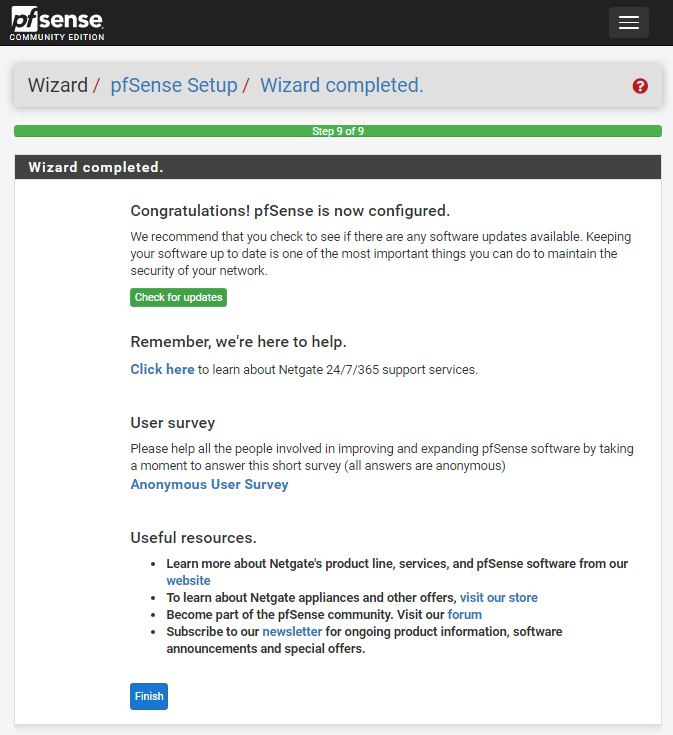 pfsense
COMMUNITY EDITION
Wizard / pfSense Setup / Wizard completed.
Step 9 of 9
Wizard completed.
Congratulations! pfSense is now configured.
We recommend that you check to see if there are any software updates available. Keeping
your software up to date is one of the most important things you can do to maintain the
security of your network.
Check for updates
Remember, we're here to help.
Click here to learn about Netgate 24/7/365 support services.
User survey
Please help all the people involved in improving and expanding pfSense software by taking
a moment to answer this short survey (all answers are anonymous)
Anonymous User Survey
Useful resources.
• Learn more about Netgate's product line, services, and pfSense software from our
website
• To learn about Netgate appliances and other offers, visit our store
• Become part of the pfSense community. Visit our forum
• Subscribe to our newsletter for ongoing product information, software
announcements and special offers.
Finish